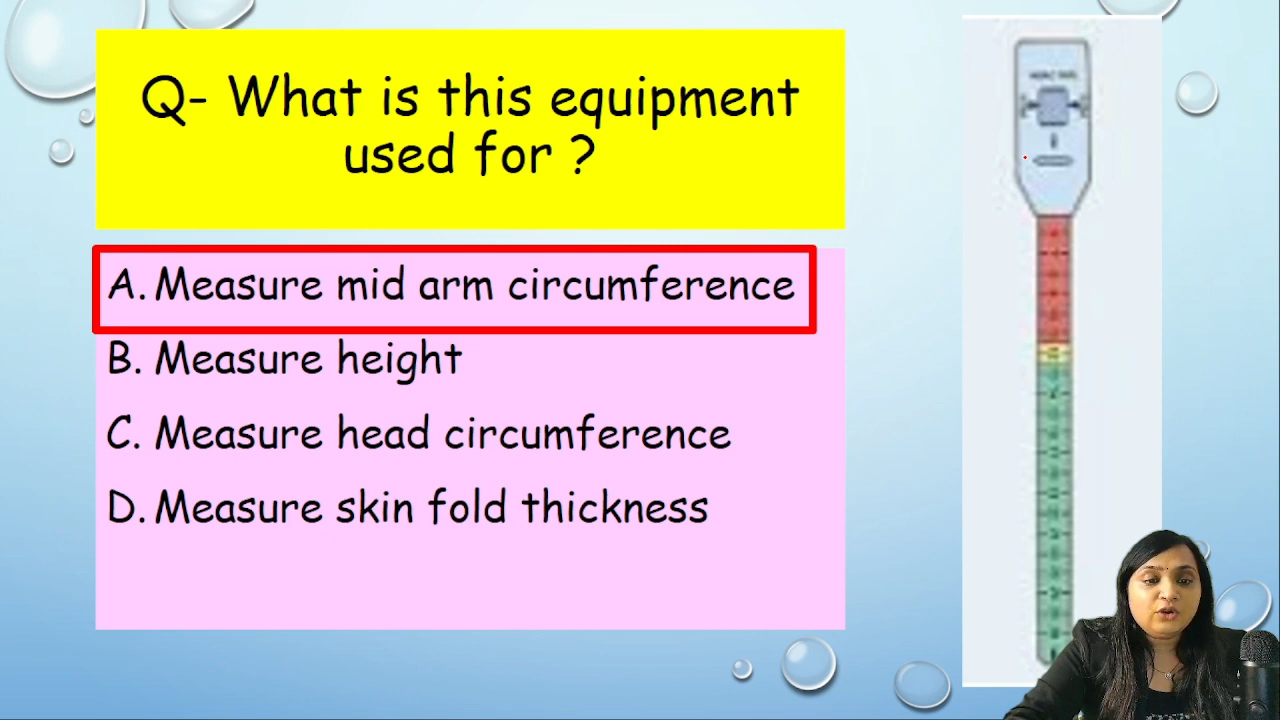 Q- What is this equipment
used for ?
A. Measure mid arm circumference
B. Measure height
C. Measure head circumference
D. Measure skin fold thickness